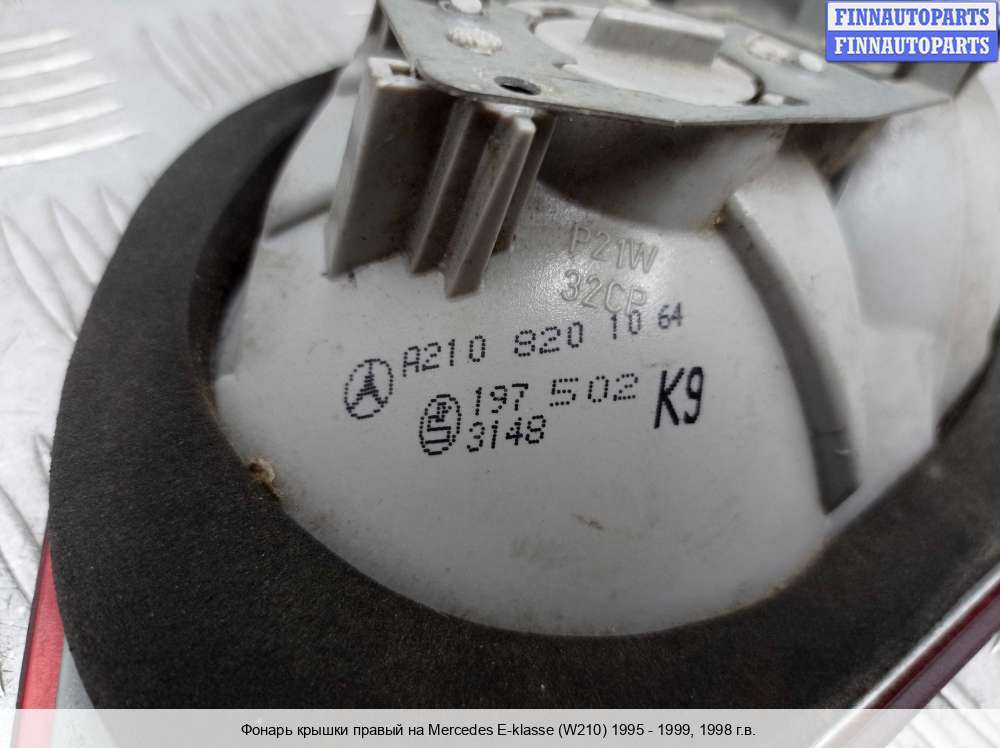 FINNAUTOPARTS
FINNAUTOPARTS
P21W
32CP
A210 820 10 64
197 502 K9
3148
Фонарь крышки правый на Mercedes E-klasse (W210) 1995 - 1999, 1998 г.в.